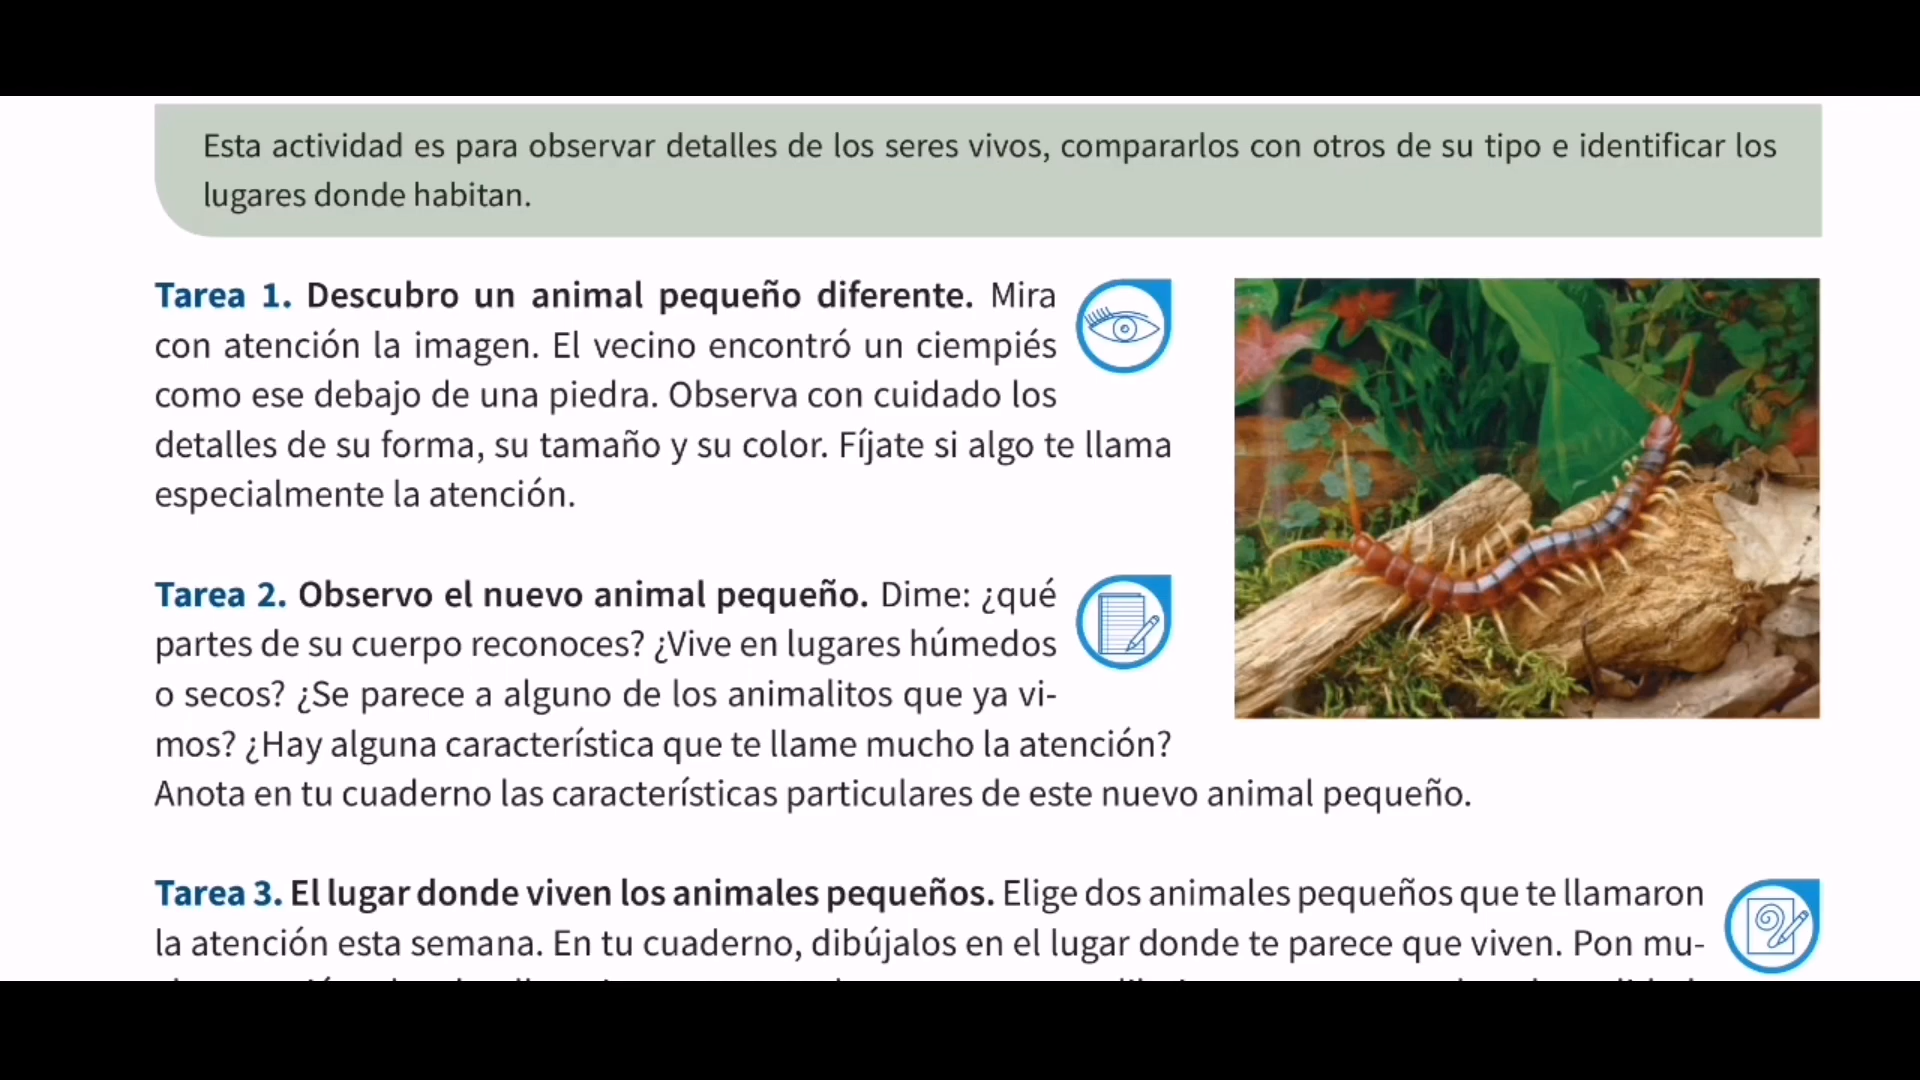 Esta actividad es para observar detalles de los seres vivos, compararlos con otros de su tipo e identificar los
lugares donde habitan.
Tarea 1. Descubro un animal pequeño diferente. Mira
con atención la imagen. El vecino encontró un ciempiés
como ese debajo de una piedra. Observa con cuidado los
detalles de su forma, su tamaño y su color. Fíjate si algo te llama
especialmente la atención.
Tarea 2. Observo el nuevo animal pequeño. Dime: ¿qué
partes de su cuerpo reconoces? ¿Vive en lugares húmedos
o secos? ¿Se parece a alguno de los animalitos que ya vi-
mos? ¿Hay alguna característica que te llame mucho la atención?
Anota en tu cuaderno las características particulares de este nuevo animal pequeño.
Tarea 3. El lugar donde viven los animales pequeños. Elige dos animales pequeños que te llamaron
la atención esta semana. En tu cuaderno, dibújalos en el lugar donde te parece que viven. Pon mu-